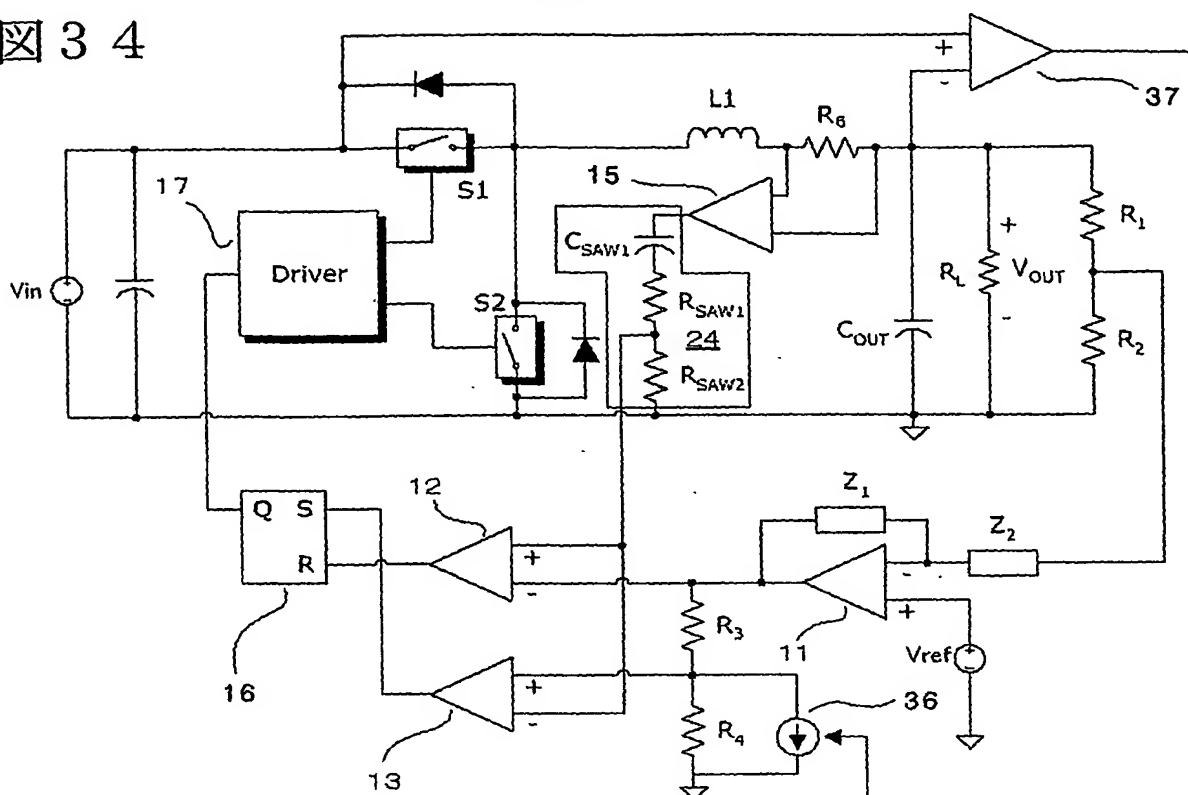 図34
+
-
37
L1
R6
15
17
S1
CSAW1
R1
+
Driver
Vin
RSAW1
RL
VOUT
S2
24
-
COUT
R2
RSAW2
12
Z1
Z2
Q S
+
R
-
-
+
R3
11
Vref
16
+
36
-
R4
13